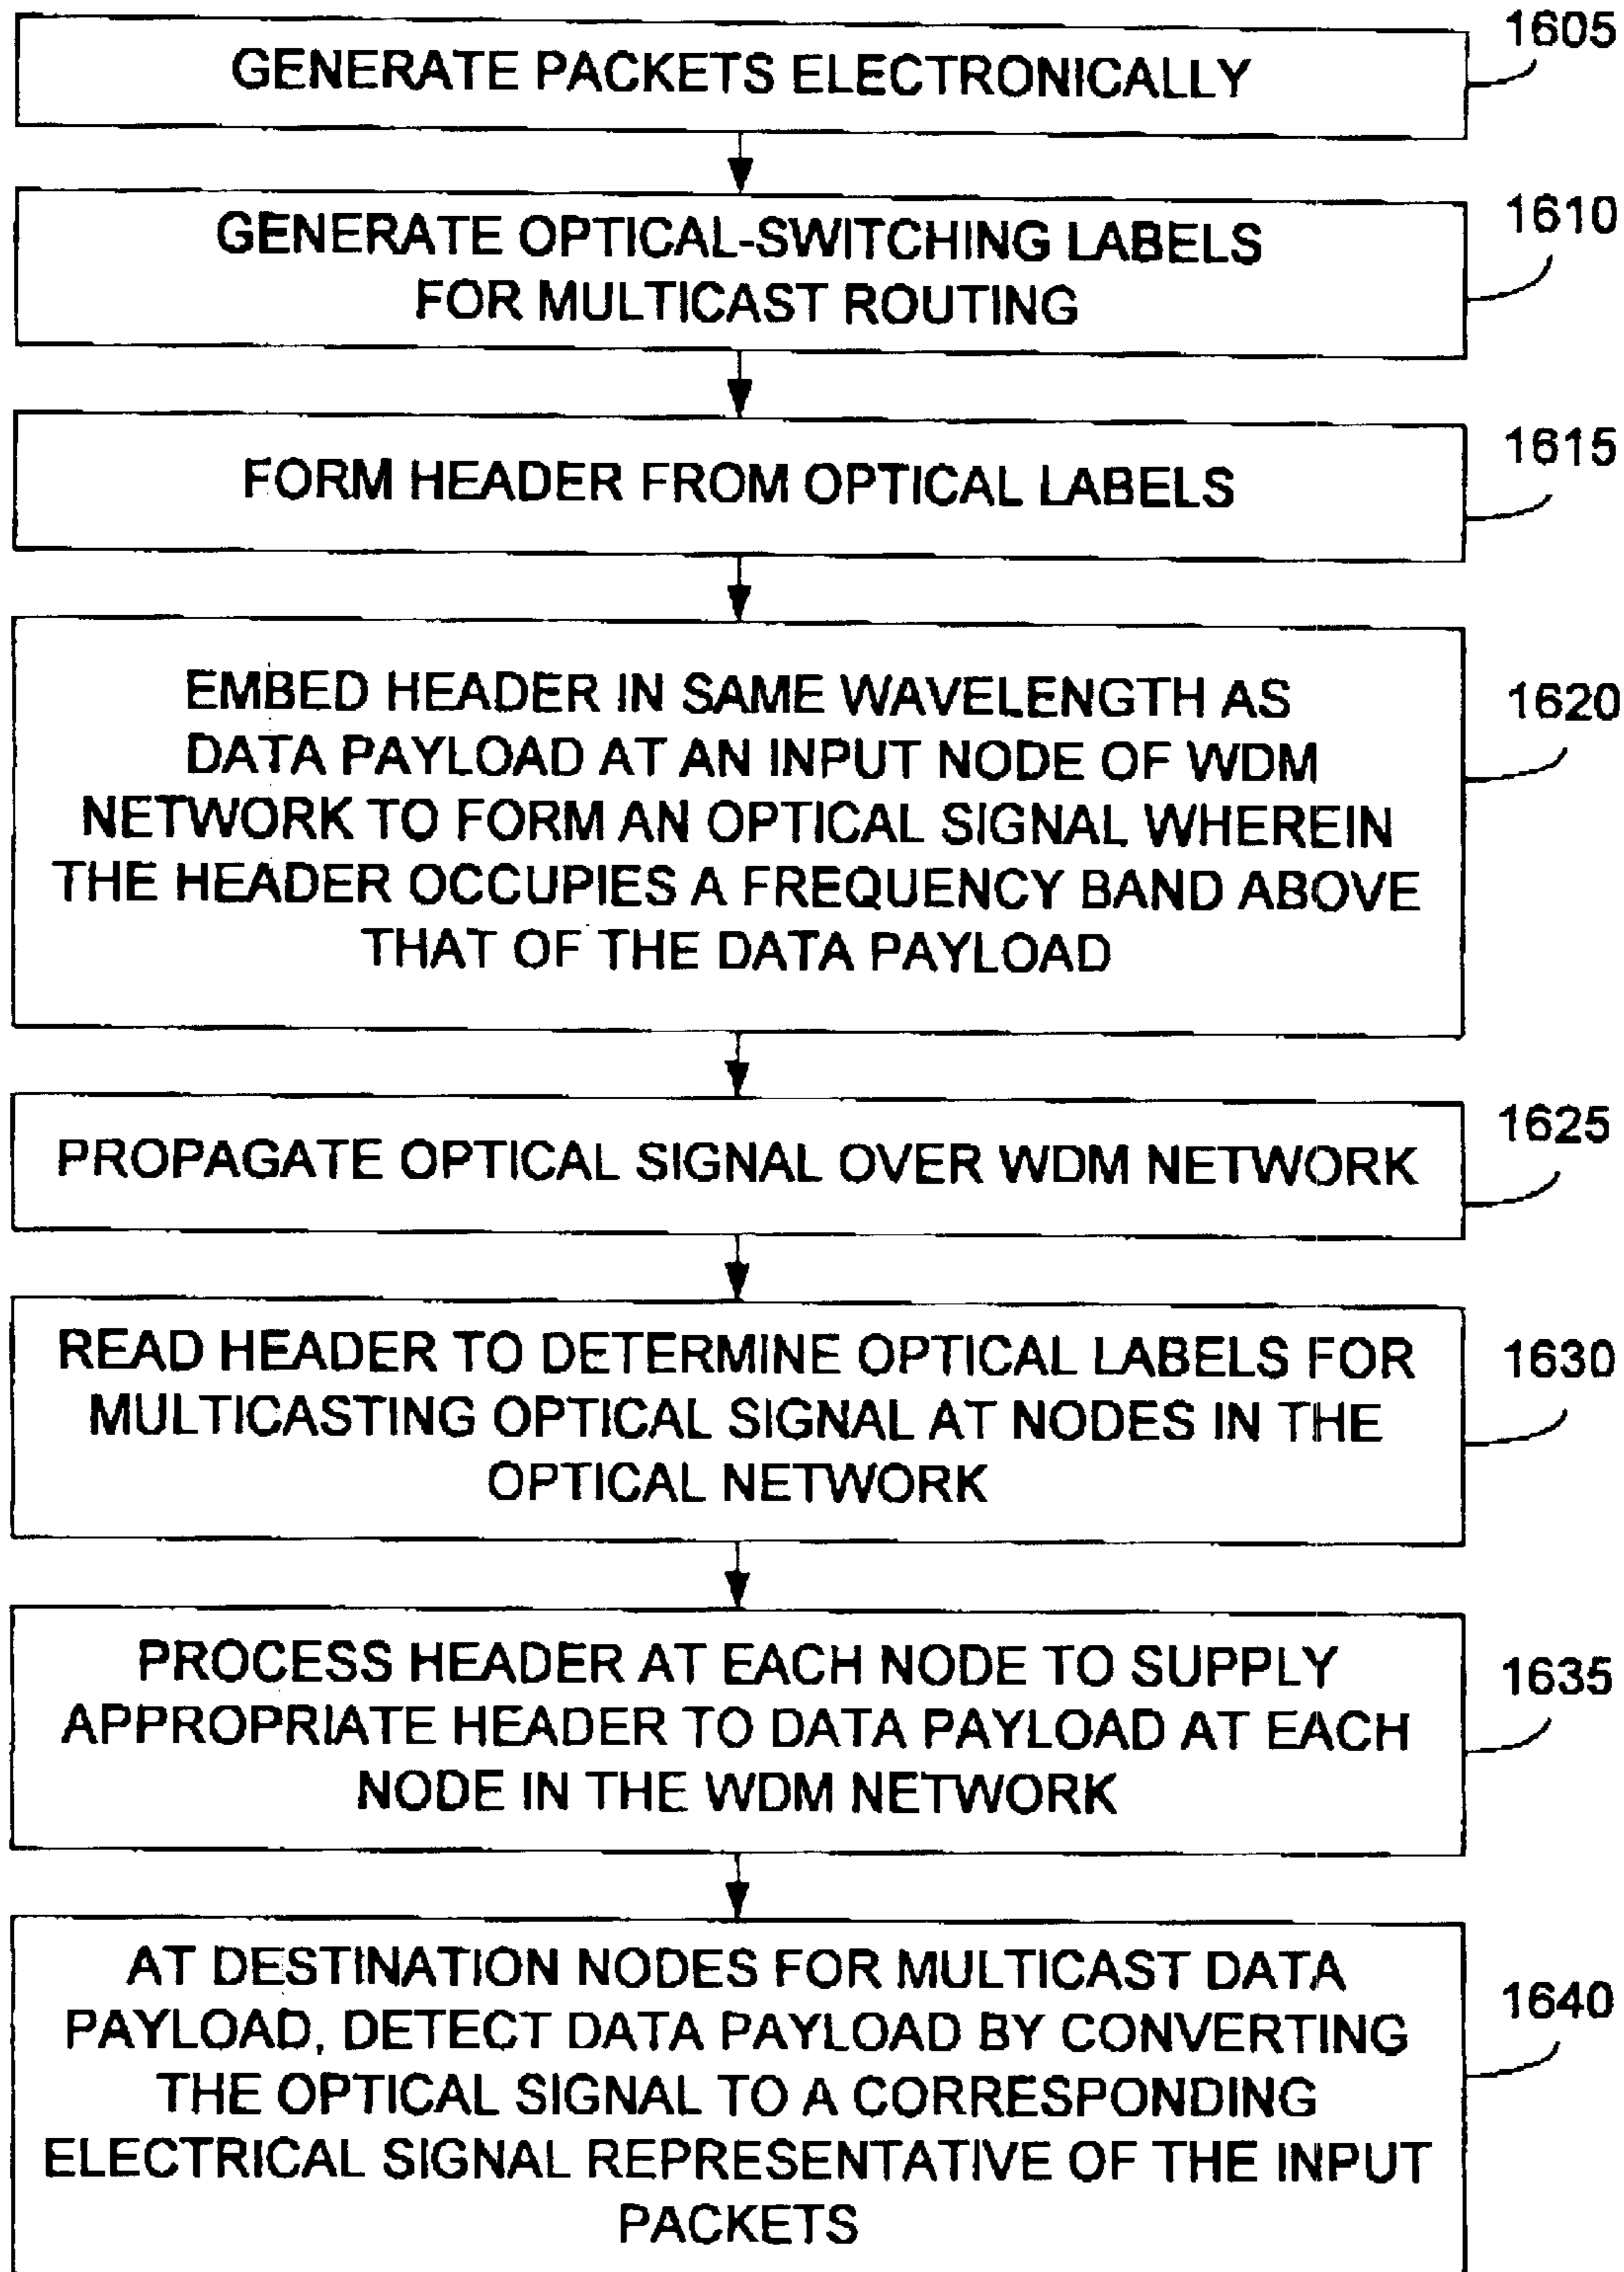 GENERATE PACKETS ELECTRONICALLY
1605
GENERATE OPTICAL-SWITCHING LABELS
FOR MULTICAST ROUTING
1610
FORM HEADER FROM OPTICAL LABELS
1615
EMBED HEADER IN SAME WAVELENGTH AS
DATA PAYLOAD AT AN INPUT NODE OF WDM
NETWORK TO FORM AN OPTICAL SIGNAL WHEREIN
THE HEADER OCCUPIES A FREQUENCY BAND ABOVE
THAT OF THE DATA PAYLOAD
1620
PROPAGATE OPTICAL SIGNAL OVER WDM NETWORK
1625
READ HEADER TO DETERMINE OPTICAL LABELS FOR
MULTICASTING OPTICAL SIGNAL AT NODES IN THE
OPTICAL NETWORK
1630
PROCESS HEADER AT EACH NODE TO SUPPLY
APPROPRIATE HEADER TO DATA PAYLOAD AT EACH
NODE IN THE WDM NETWORK
1635
AT DESTINATION NODES FOR MULTICAST DATA
PAYLOAD, DETECT DATA PAYLOAD BY CONVERTING
THE OPTICAL SIGNAL TO A CORRESPONDING
ELECTRICAL SIGNAL REPRESENTATIVE OF THE INPUT
PACKETS
1640